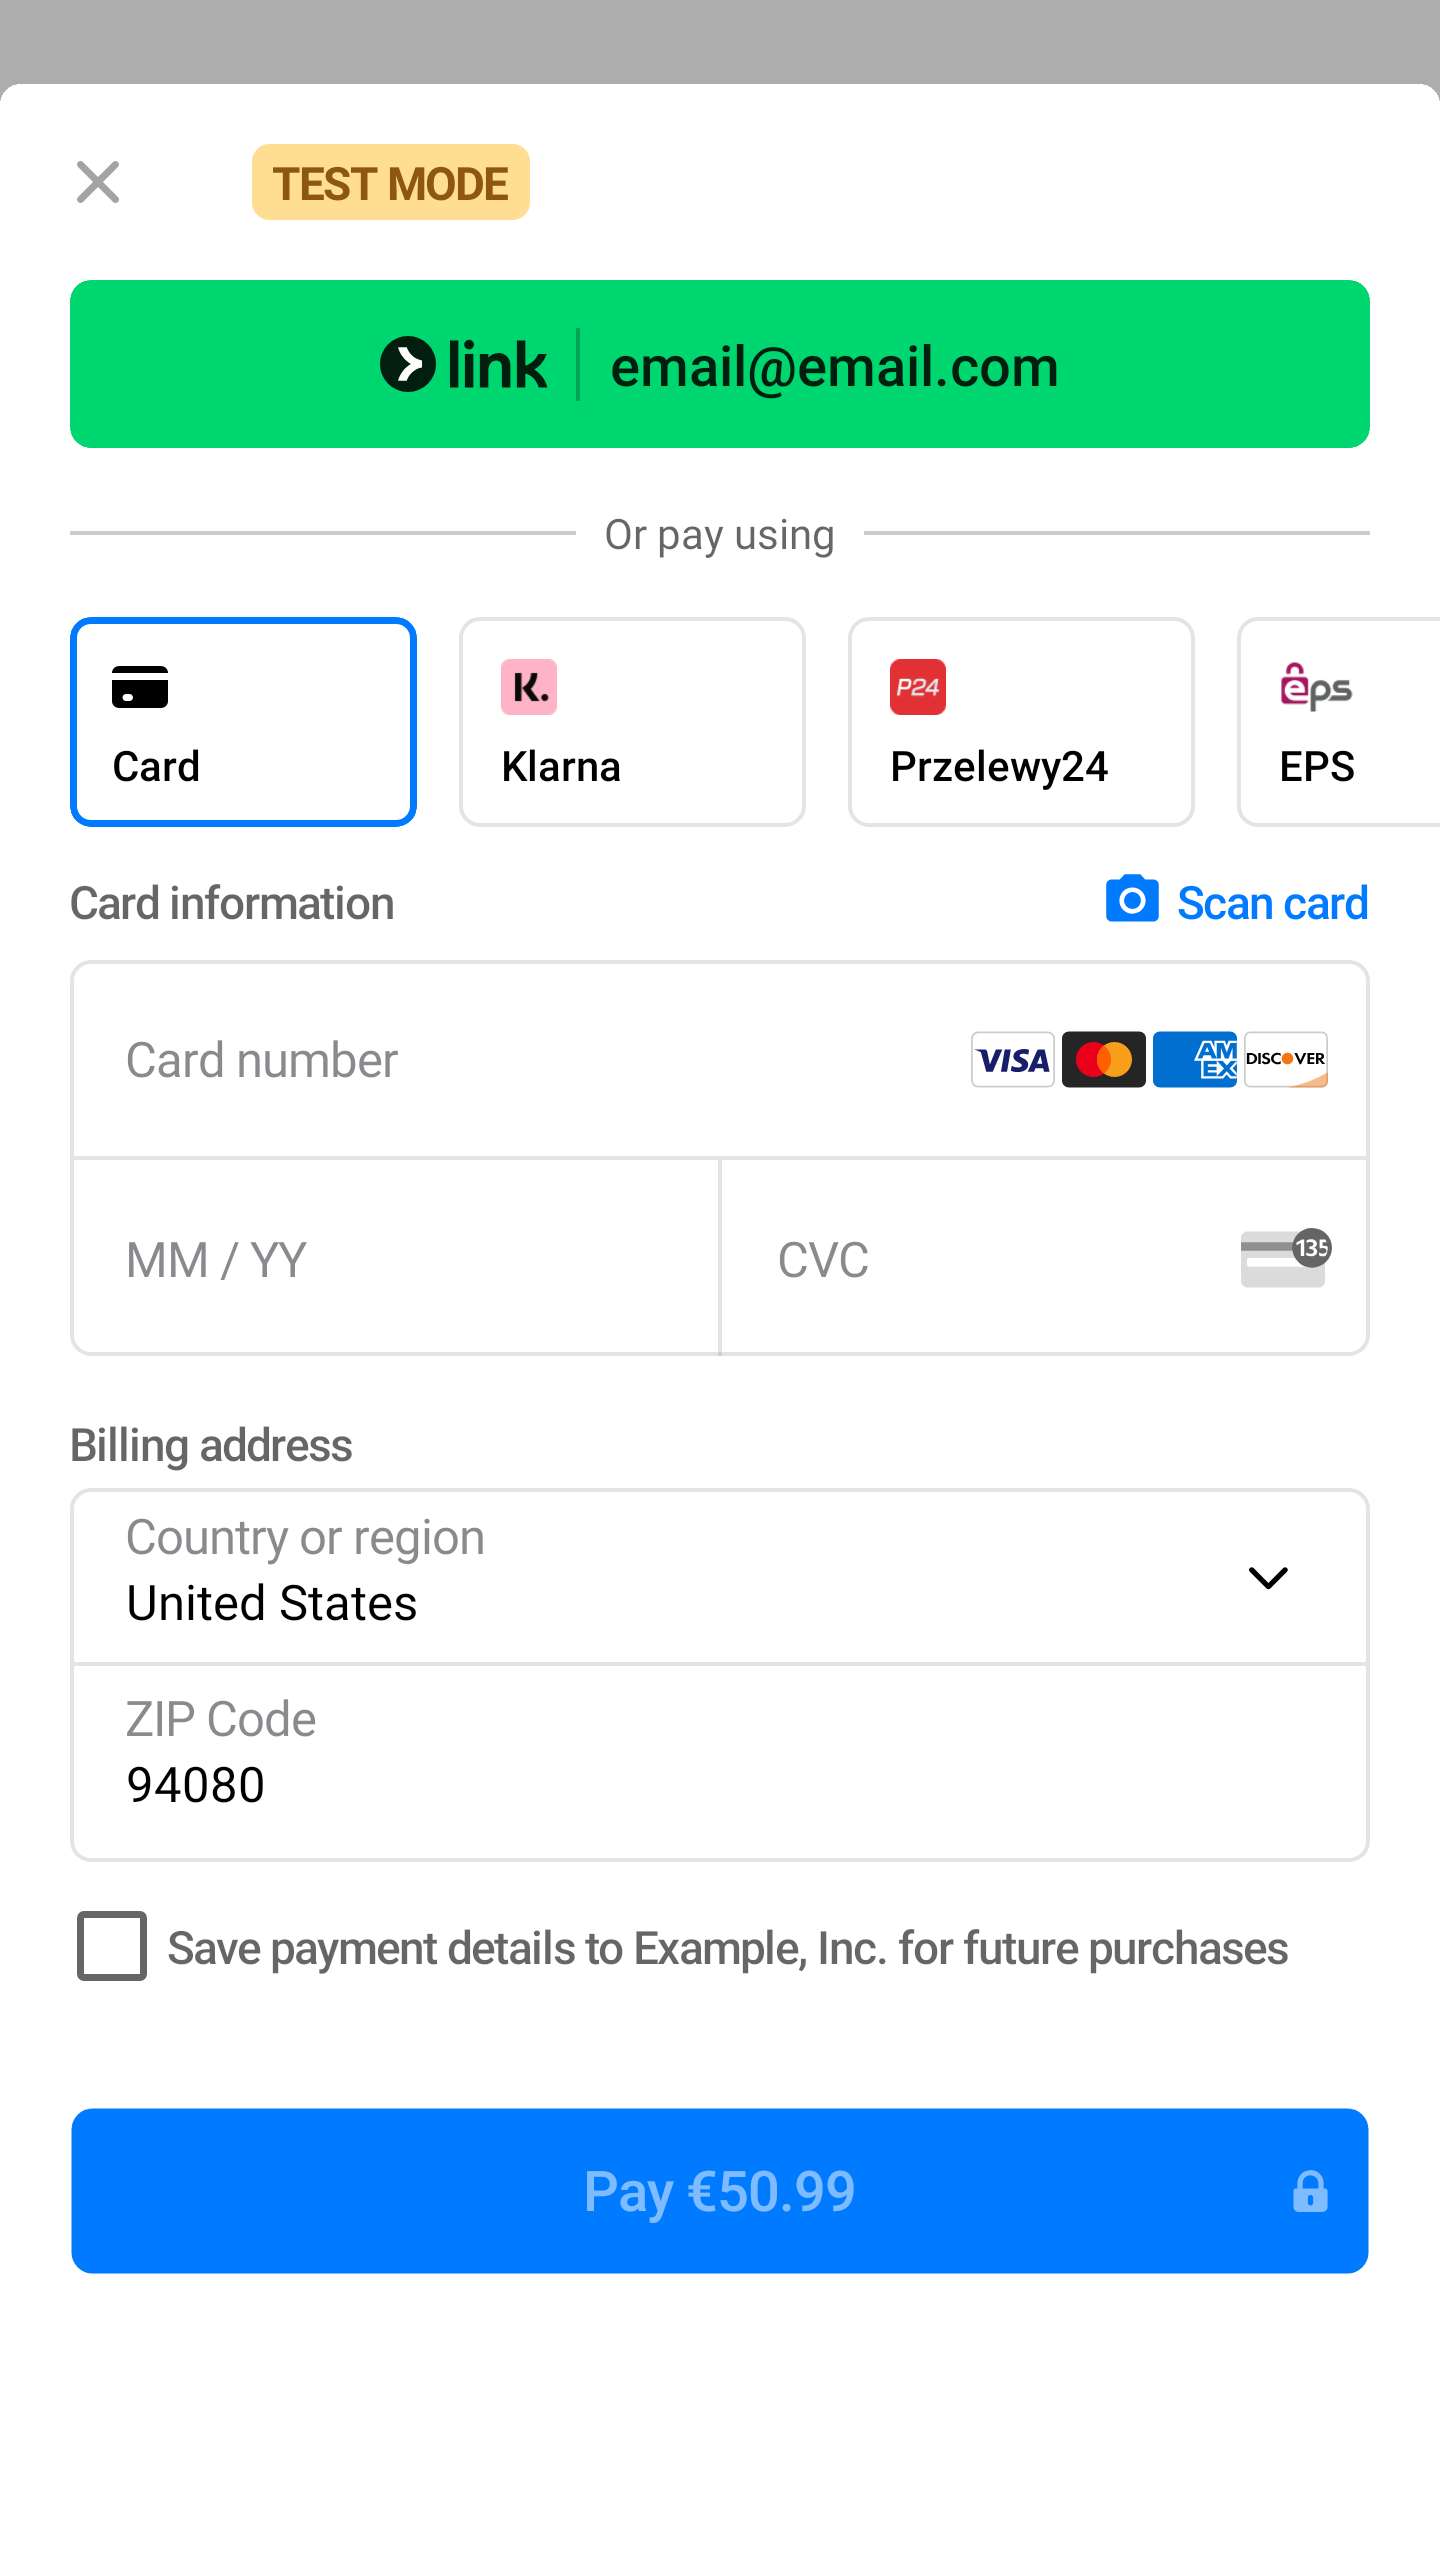 TEST MODE
link email@email.com
Or pay using
K. P24 eps
Card Klarna Przelewy24 EPS
Card information Scan card
Card number VISA AM EX DISCOVER
MM / YY CVC 135
Billing address
Country or region
United States
ZIP Code
94080
Save payment details to Example, Inc. for future purchases
Pay €50.99